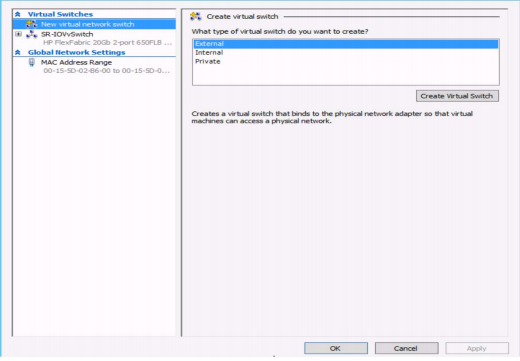 Virtual Switches
New virtual network switch
SR-IOVvSwitch
HP FlexFabric 20Gb 2-port 650FLB ...
Global Network Settings
MAC Address Range
00-15-5D-02-B6-00 to 00-15-5D-0...
Create virtual switch
What type of virtual switch do you want to create?
External
Internal
Private
Create Virtual Switch
Creates a virtual switch that binds to the physical network adapter so that virtual
machines can access a physical network.
OK
Cancel
Apply